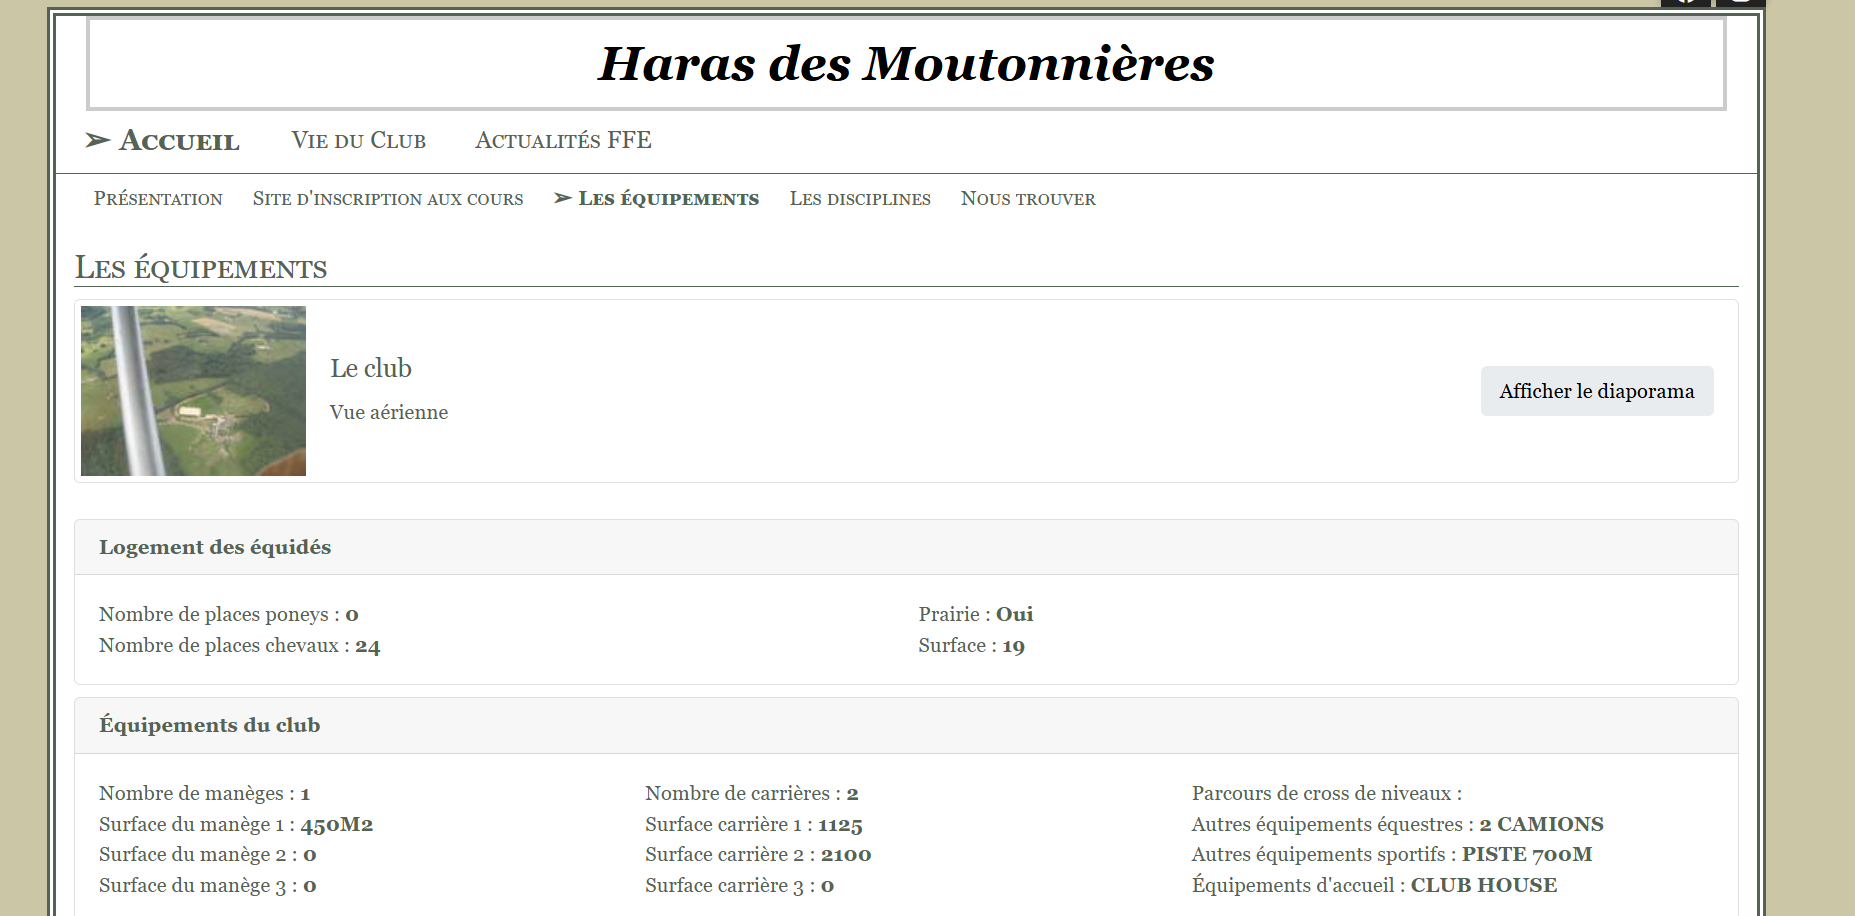 Haras des Moutonnières
➢ Accueil Vie du Club Actualités FFE
Présentation Site d'inscription aux cours ➢ Les équipements Les disciplines Nous trouver
Les équipements
Le club
Vue aérienne
Afficher le diaporama
Logement des équidés
Nombre de places poneys : 0
Nombre de places chevaux : 24
Prairie : Oui
Surface : 19
Équipements du club
Nombre de manèges : 1
Surface du manège 1 : 450M2
Surface du manège 2 : 0
Surface du manège 3 : 0
Nombre de carrières : 2
Surface carrière 1 : 1125
Surface carrière 2 : 2100
Surface carrière 3 : 0
Parcours de cross de niveaux :
Autres équipements équestres : 2 CAMIONS
Autres équipements sportifs : PISTE 700M
Équipements d'accueil : CLUB HOUSE